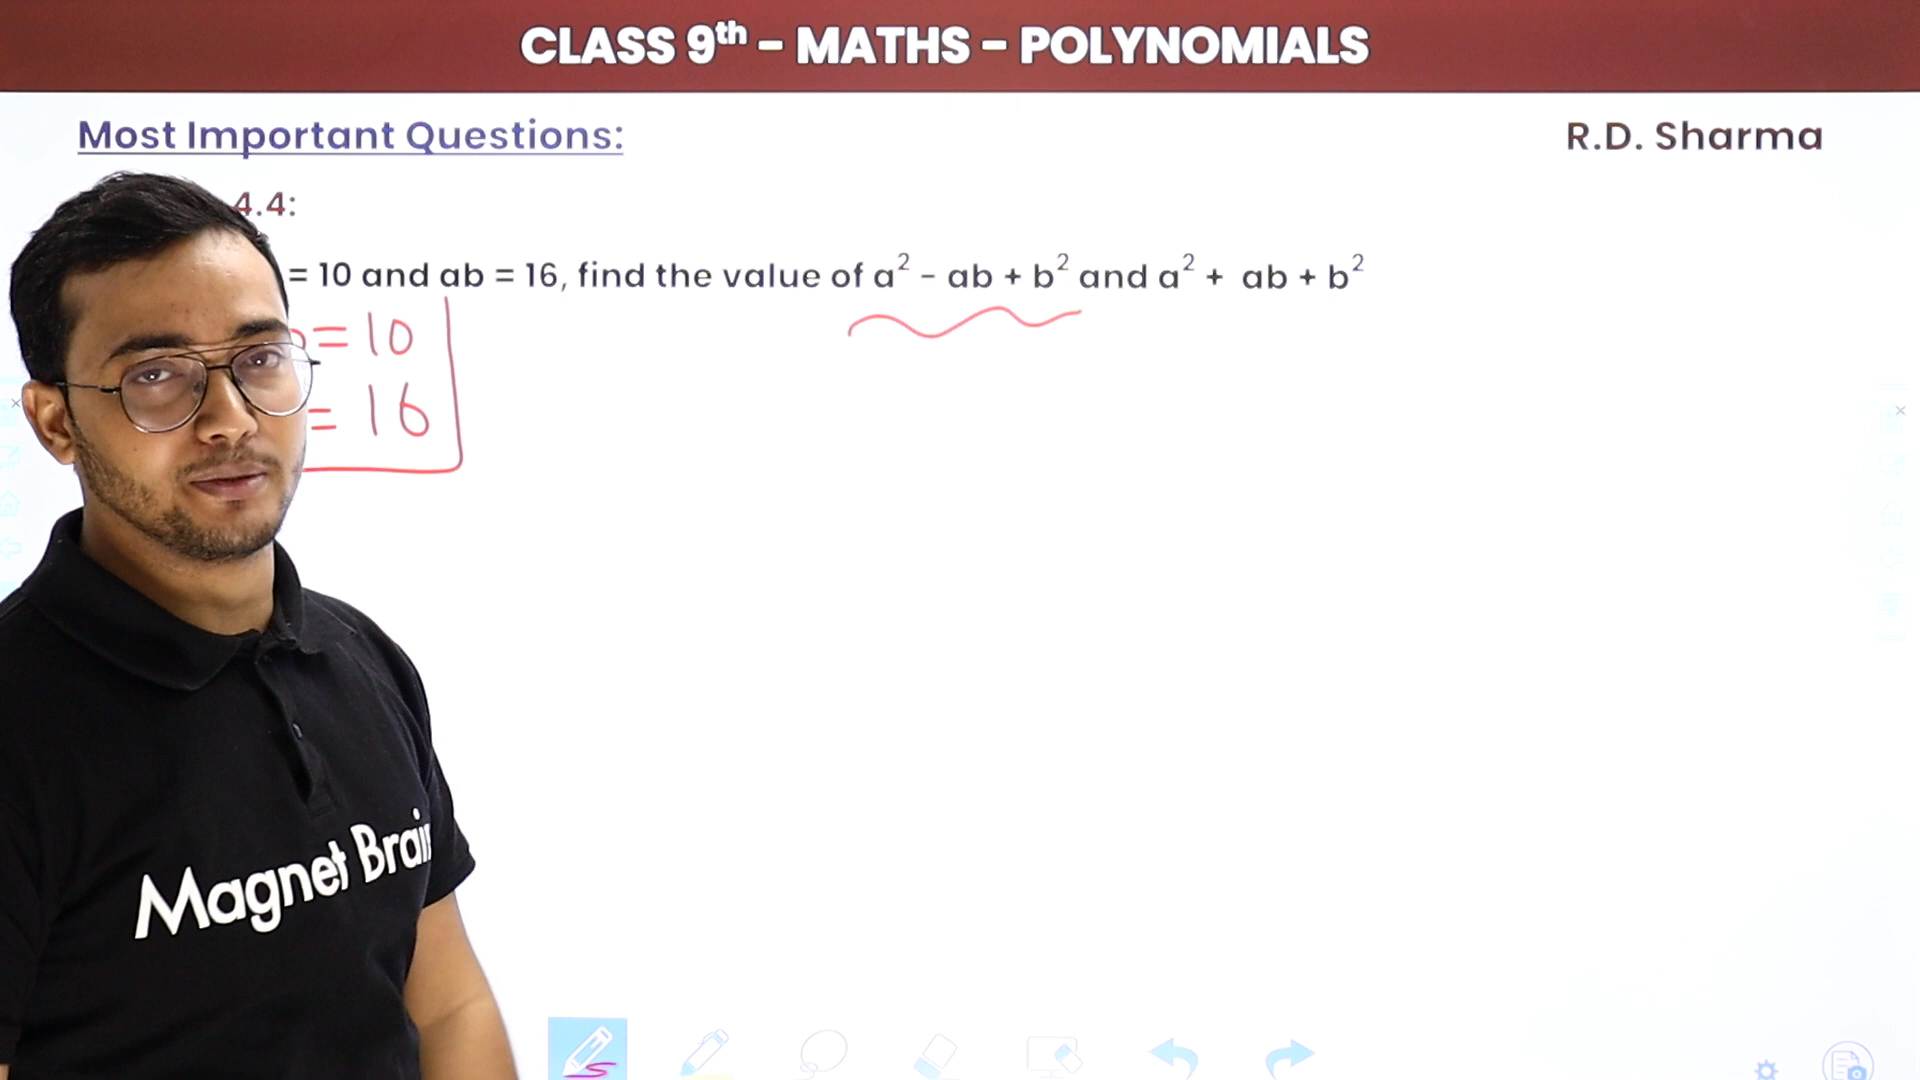 CLASS 9th – MATHS – POLYNOMIALS
Most Important Questions:
R.D. Sharma
4.4:
= 10 and ab = 16, find the value of a² - ab + b² and a² + ab + b²
= 10
= 16
Magnet Brain